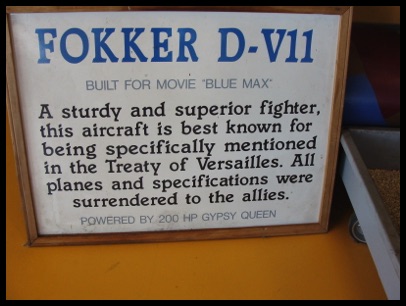 FOKKER D-V11
BUILT FOR MOVIE "BLUE MAX"
A sturdy and superior fighter,
this aircraft is best known for
being specifically mentioned
in the Treaty of Versailles. All
planes and specifications were
surrendered to the allies.
POWERED BY 200 HP GYPSY QUEEN